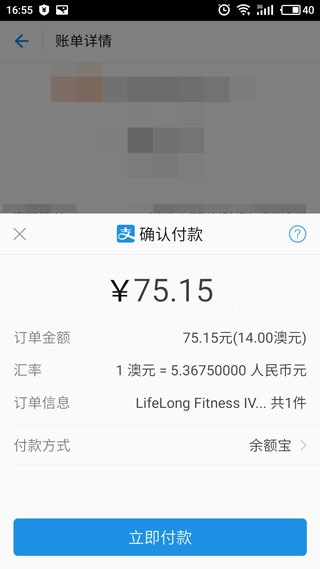 16:55 3G 40
账单详情
支 确认付款 ?
￥75.15
订单金额 75.15元(14.00澳元)
汇率 1 澳元 = 5.36750000 人民币元
订单信息 LifeLong Fitness IV... 共1件
付款方式 余额宝
立即付款